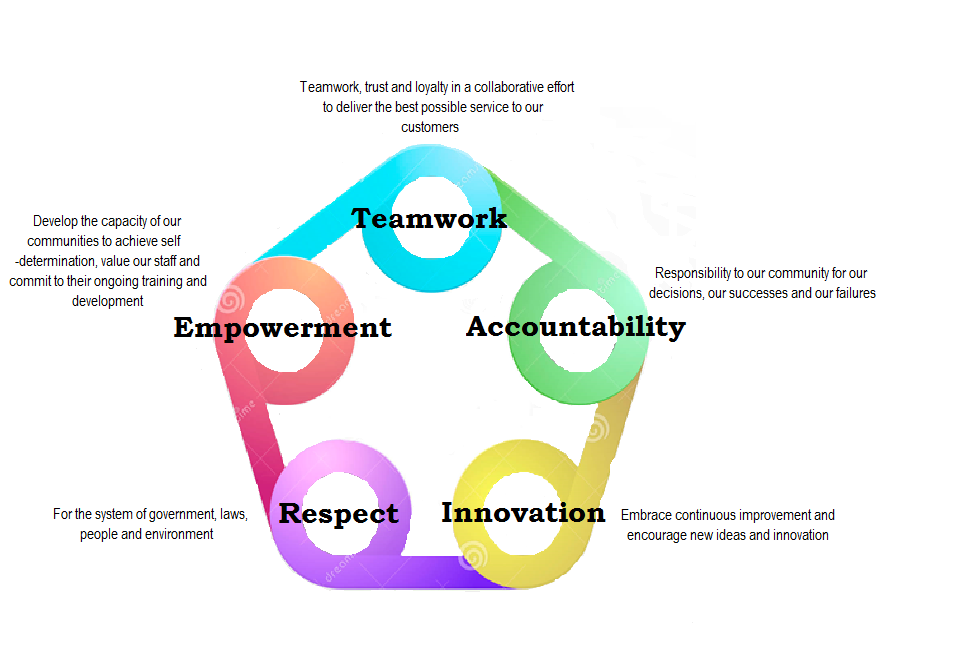 Teamwork, trust and loyalty in a collaborative effort
to deliver the best possible service to our
customers
Teamwork
Develop the capacity of our
communities to achieve self
-determination, value our staff and
commit to their ongoing training and
development
Empowerment
Responsibility to our community for our
decisions, our successes and our failures
Accountability
For the system of government, laws,
people and environment
Respect
Innovation
Embrace continuous improvement and
encourage new ideas and innovation